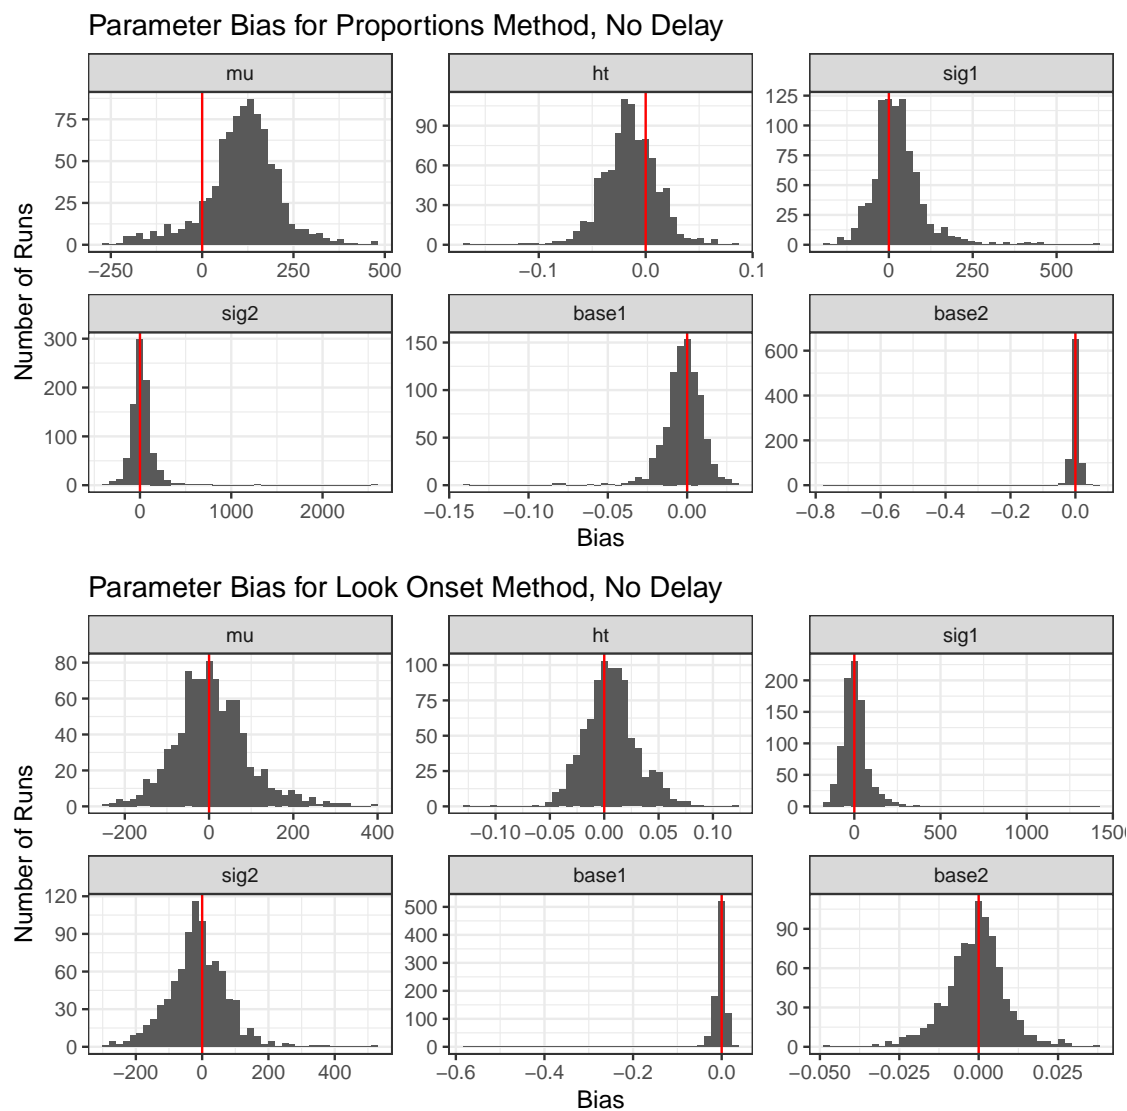 Parameter Bias for Proportions Method, No Delay
mu ht sig1
75
50
25
0
−250 0 250 500
90
60
30
0
−0.1 0.0 0.1
125
100
75
50
25
0
0 250 500
Number of Runs
sig2 base1 base2
300
200
100
0
0 1000 2000
150
100
50
0
−0.15 −0.10 −0.05 0.00
600
400
200
0
−0.8 −0.6 −0.4 −0.2 0.0
Bias
Parameter Bias for Look Onset Method, No Delay
mu ht sig1
80
60
40
20
0
−200 0 200 400
100
75
50
25
0
−0.10 −0.05 0.00 0.05 0.10
200
150
100
50
0
0 500 1000 1500
Number of Runs
sig2 base1 base2
120
90
60
30
0
−200 0 200 400
500
400
300
200
100
0
−0.6 −0.4 −0.2 0.0
90
60
30
0
−0.050 −0.025 0.000 0.025
Bias